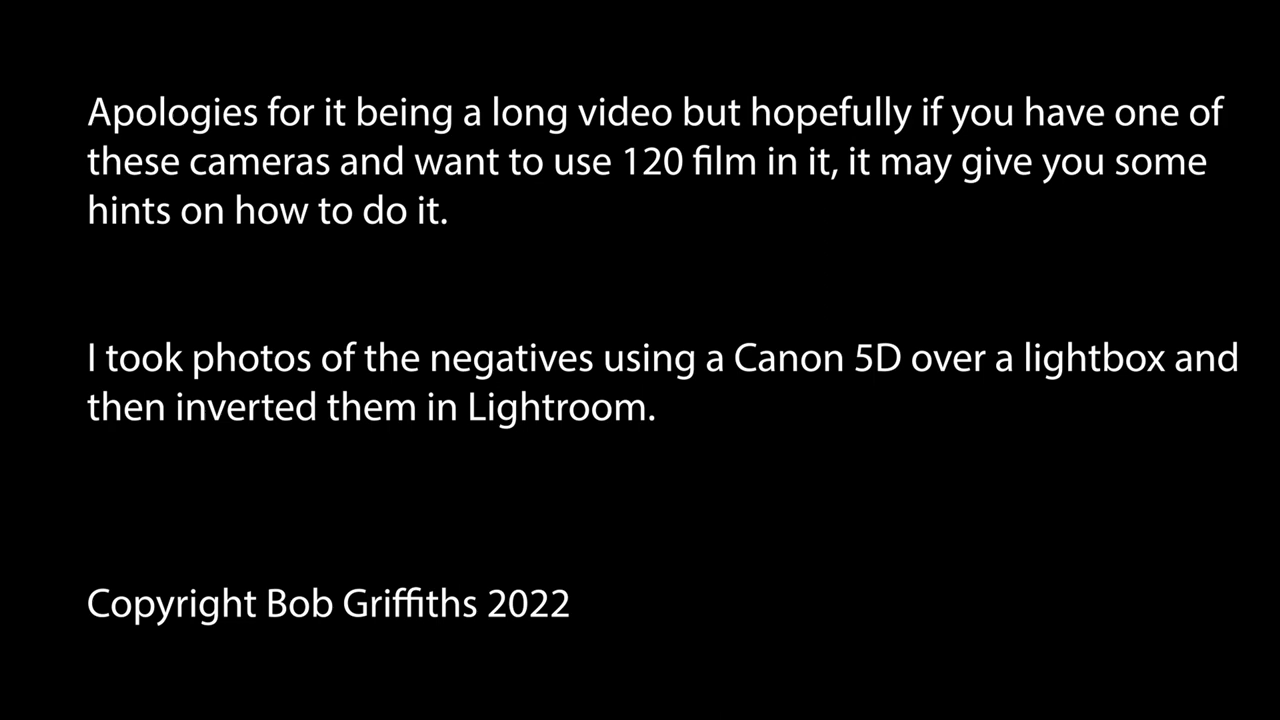 Apologies for it being a long video but hopefully if you have one of
these cameras and want to use 120 film in it, it may give you some
hints on how to do it.
I took photos of the negatives using a Canon 5D over a lightbox and
then inverted them in Lightroom.
Copyright Bob Griffiths 2022